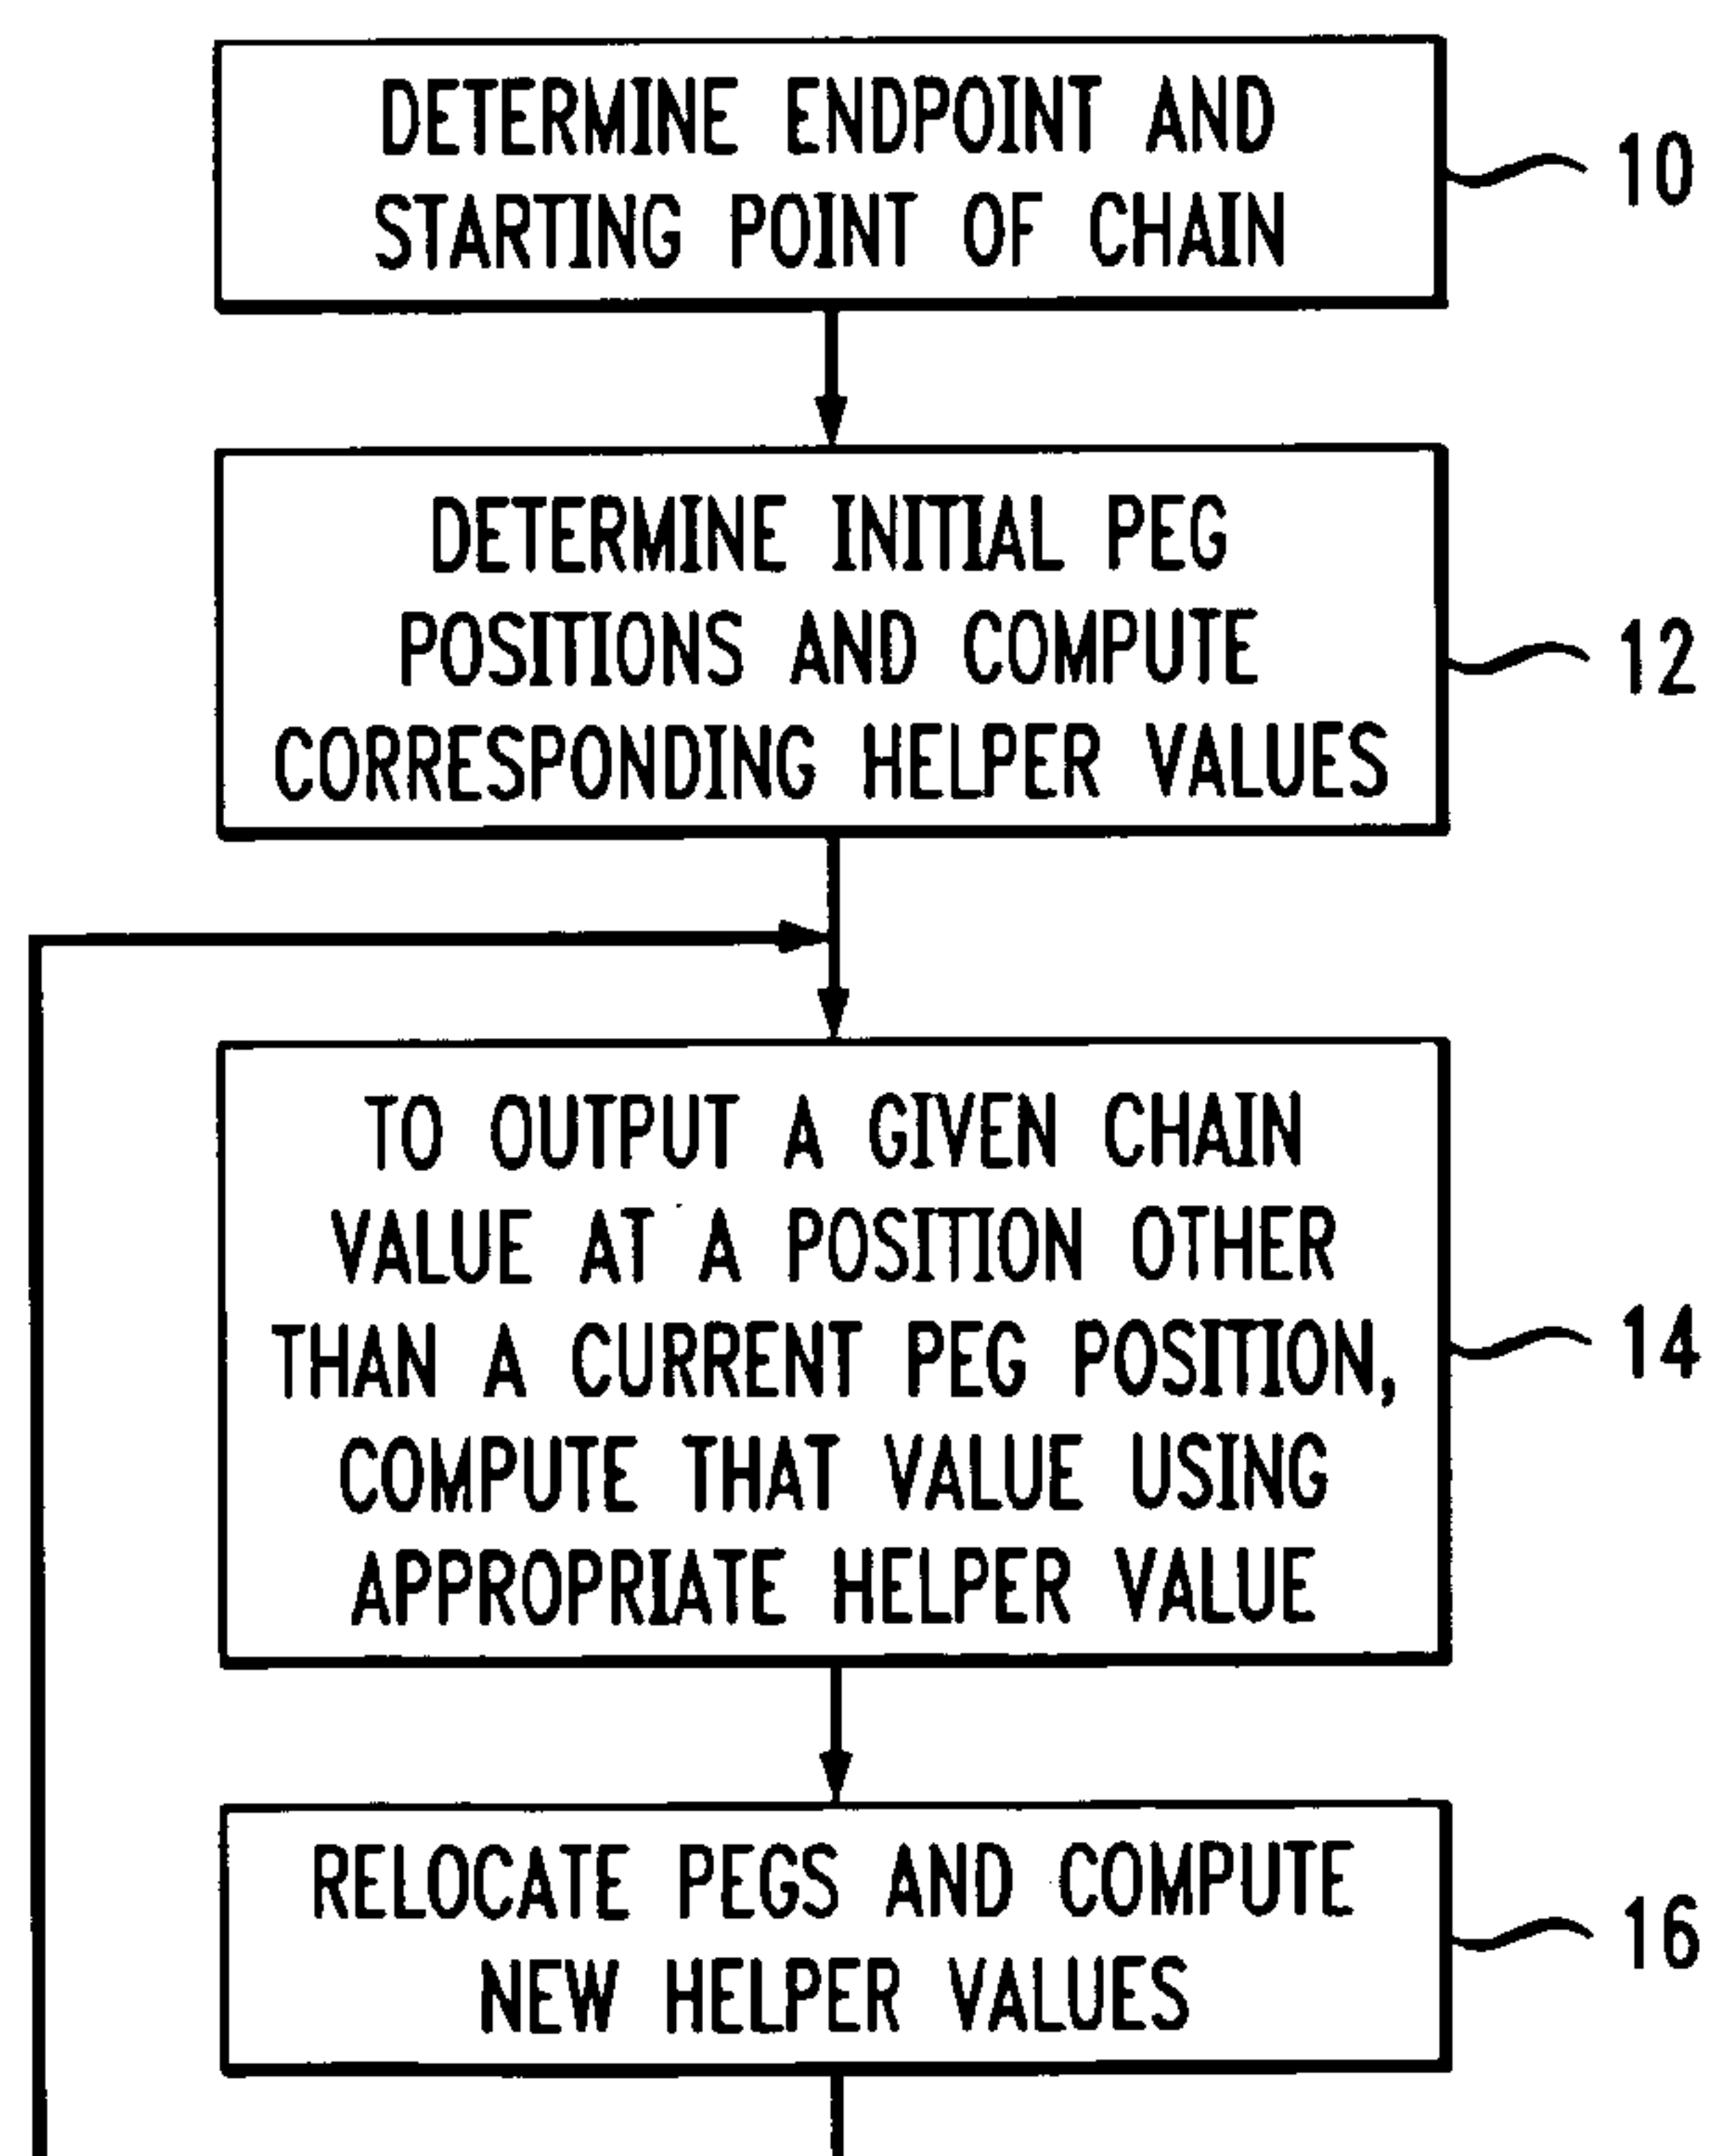 DETERMINE ENDPOINT AND
STARTING POINT OF CHAIN
10
DETERMINE INITIAL PEG
POSITIONS AND COMPUTE
CORRESPONDING HELPER VALUES
12
TO OUTPUT A GIVEN CHAIN
VALUE AT A POSITION OTHER
THAN A CURRENT PEG POSITION,
COMPUTE THAT VALUE USING
APPROPRIATE HELPER VALUE
14
RELOCATE PEGS AND COMPUTE
NEW HELPER VALUES
16